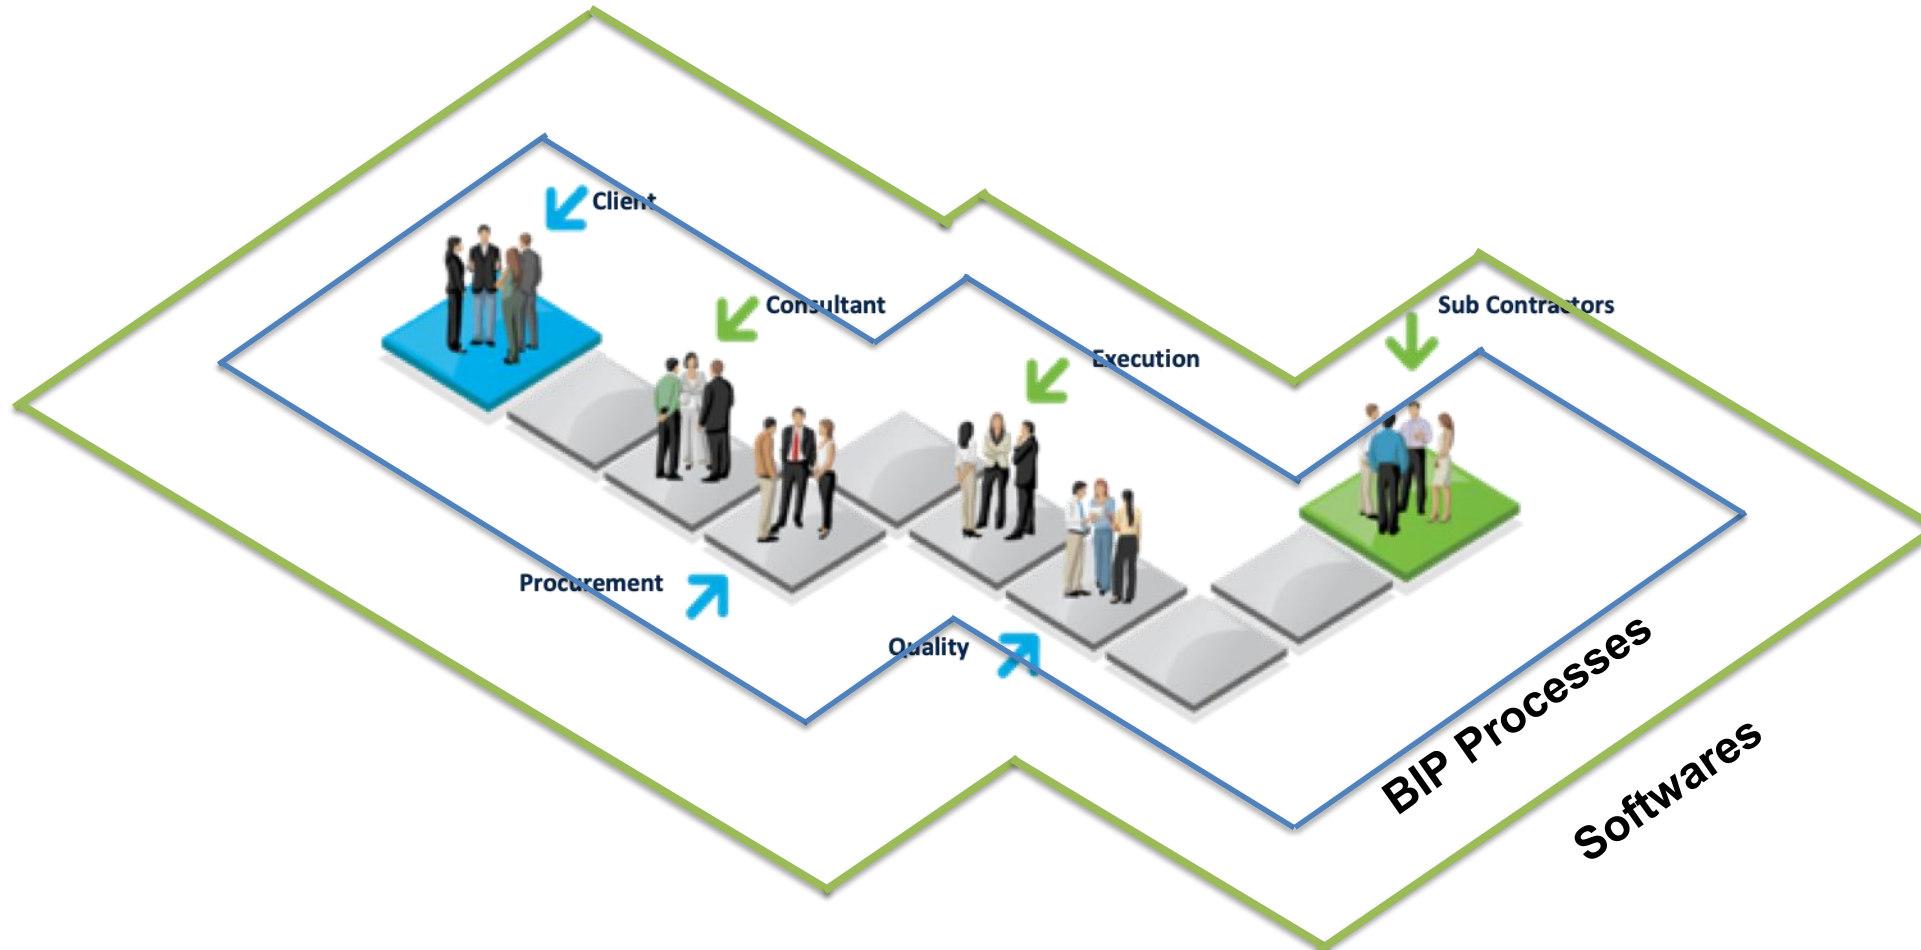 Client
Consultant
Sub Contractors
Execution
Procurement
Quality
BIP Processes
Softwares